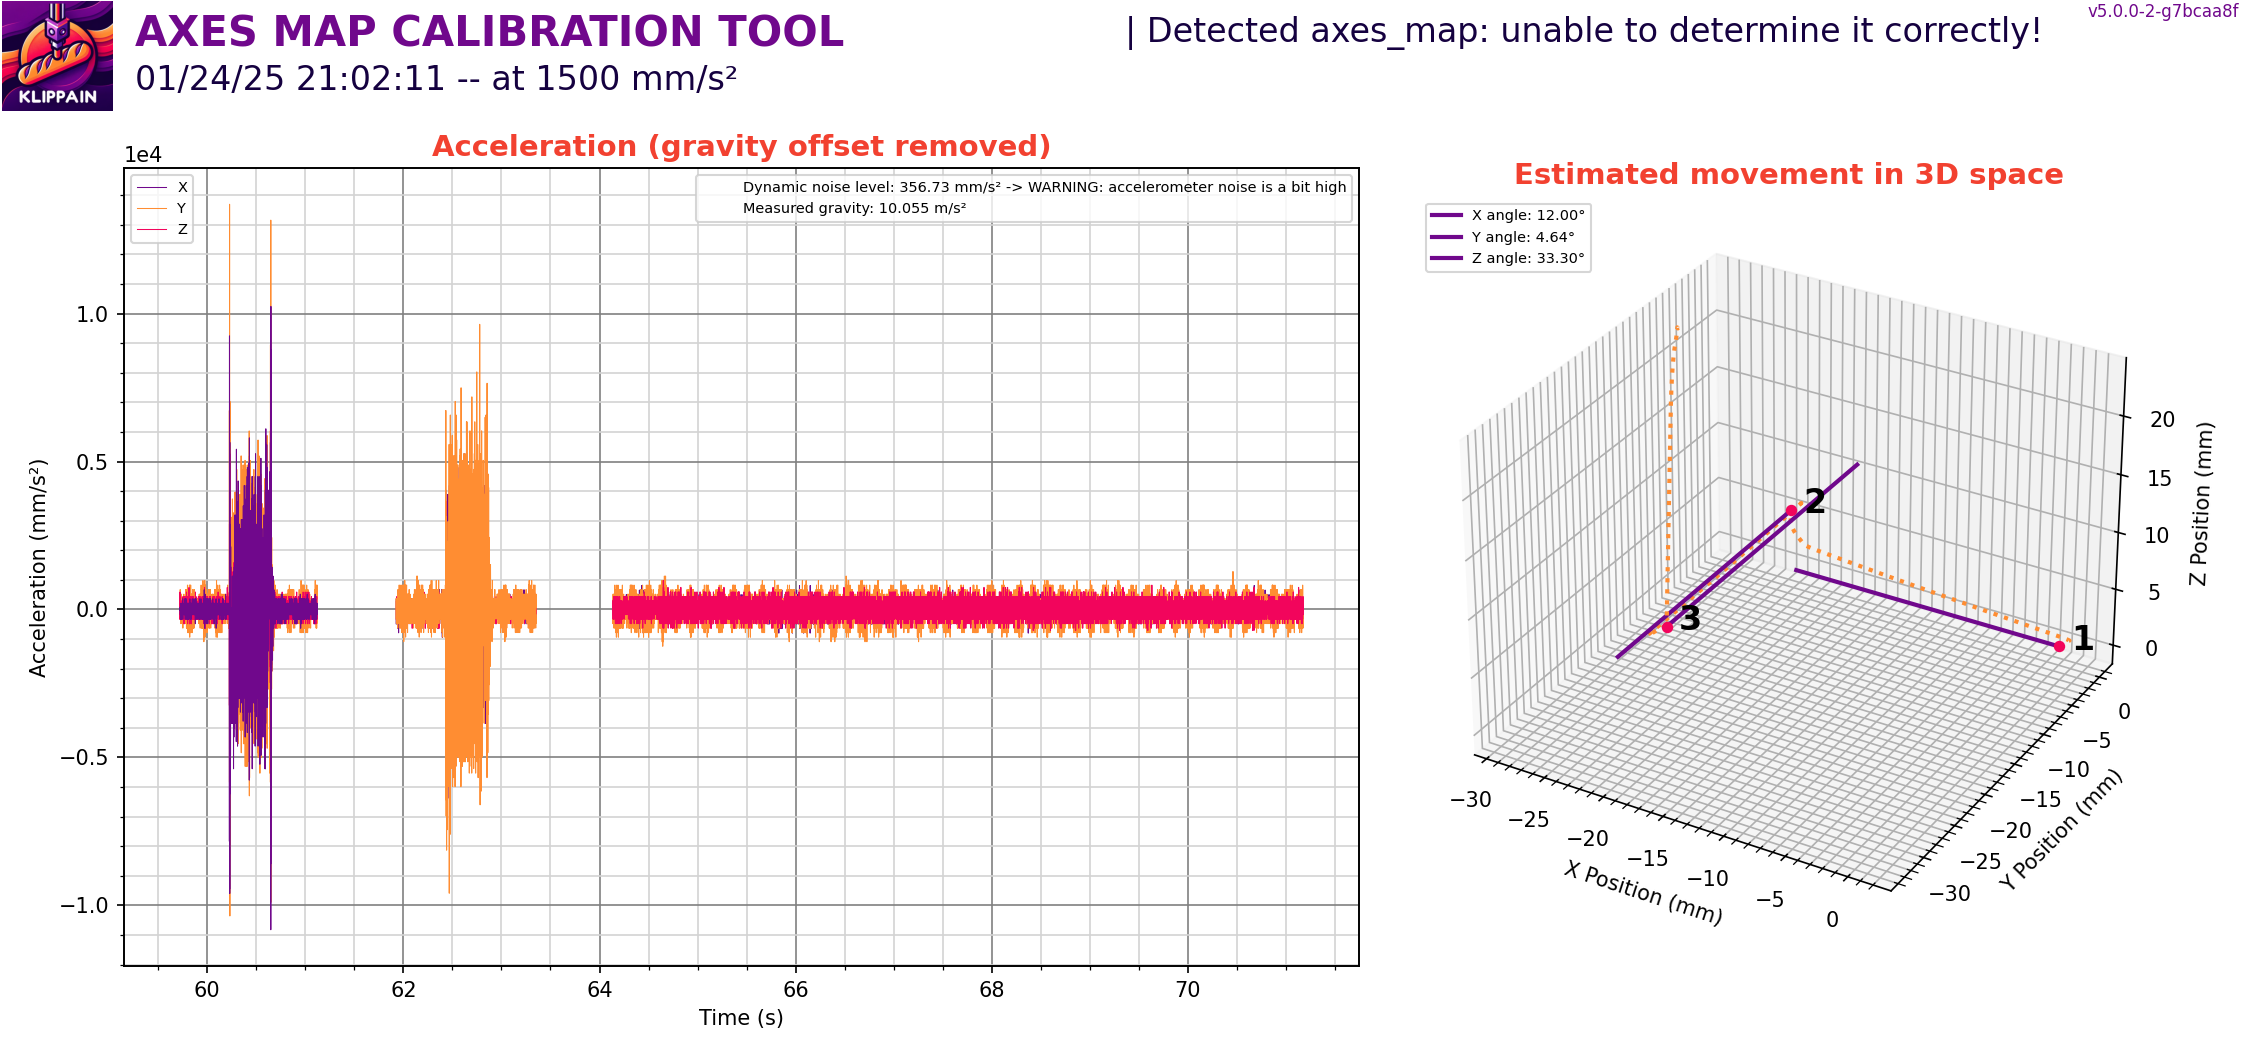 AXES MAP CALIBRATION TOOL
| Detected axes_map: unable to determine it correctly!
v5.0.0-2-g7bcaa8f
01/24/25 21:02:11 -- at 1500 mm/s²
KLIPPAIN
Acceleration (gravity offset removed)
1e4
X
Y
Z
Dynamic noise level: 356.73 mm/s² -> WARNING: accelerometer noise is a bit high
Measured gravity: 10.055 m/s²
1.0
0.5
0.0
−0.5
−1.0
Acceleration (mm/s²)
60
62
64
66
68
70
Time (s)
Estimated movement in 3D space
X angle: 12.00°
Y angle: 4.64°
Z angle: 33.30°
2
3
1
20
15
10
5
0
Z Position (mm)
0
−5
−10
−15
−20
−25
−30
Y Position (mm)
−30
−25
−20
−15
−10
−5
0
X Position (mm)